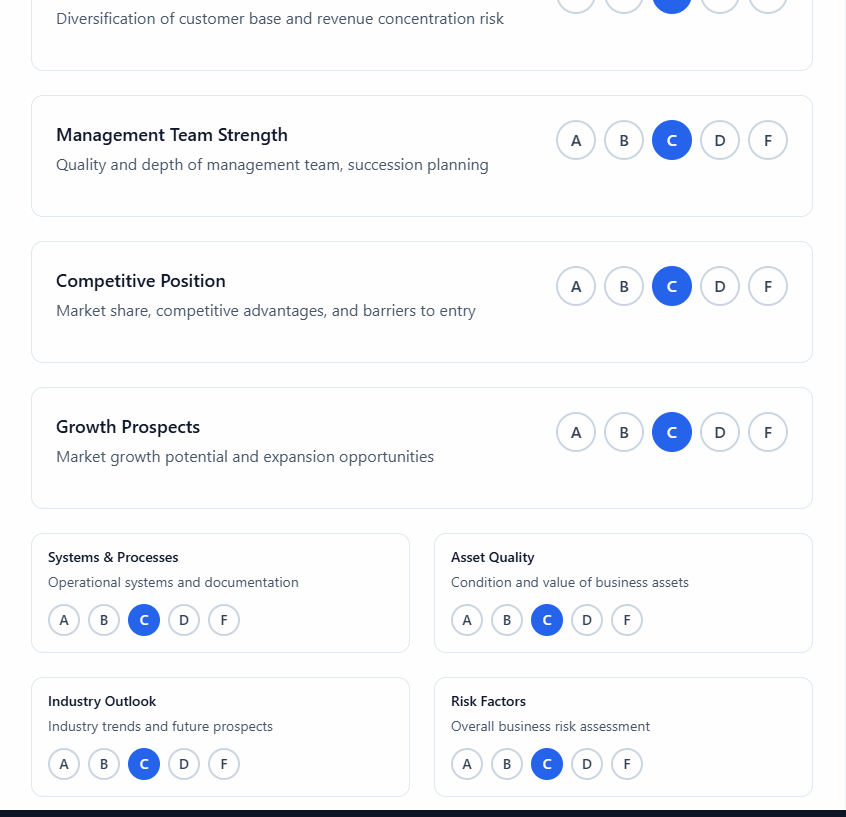 Diversification of customer base and revenue concentration risk
Management Team Strength
A B C D F
Quality and depth of management team, succession planning
Competitive Position
A B C D F
Market share, competitive advantages, and barriers to entry
Growth Prospects
A B C D F
Market growth potential and expansion opportunities
Systems & Processes
Operational systems and documentation
A B C D F
Asset Quality
Condition and value of business assets
A B C D F
Industry Outlook
Industry trends and future prospects
A B C D F
Risk Factors
Overall business risk assessment
A B C D F